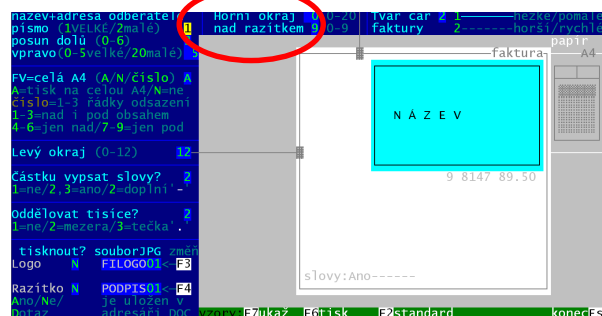 název+adresa odběratele
písmo (1VELKÉ/2malé) 1
posun dolů (0-6)
vpravo(0-5velké/20malé) 5
Horní okraj 0(0-20)
nad razítkem 9(0-9
Tvar čar 2 1————hezké/pomalé
faktury 2————horší/rychlé
papír
faktura
A4
FV=celá A4 (A/N/číslo) A
A=tisk na celou A4/N=ne
číslo=1-3 řádky odsazení
1-3=nad i pod obsahem
4-6=jen nad/7-9=jen pod
NÁZEV
Levý okraj (0-12) 12
9 8147 89.50
Částku vypsat slovy? 2
1=ne/2,3=ano/2=doplní'-'
Oddělovat tisíce? 2
1=ne/2=mezera/3=tečka'.'
tisknout? souborJPG změň
Logo N FILOGO01<-F3
slovy:Ano------
Razítko N PODPIS01<-F4
Ano/Ne/ je uložen v
Dotaz adresáři DOC
vzory:F7ukaž F6tisk F2standard konecEs